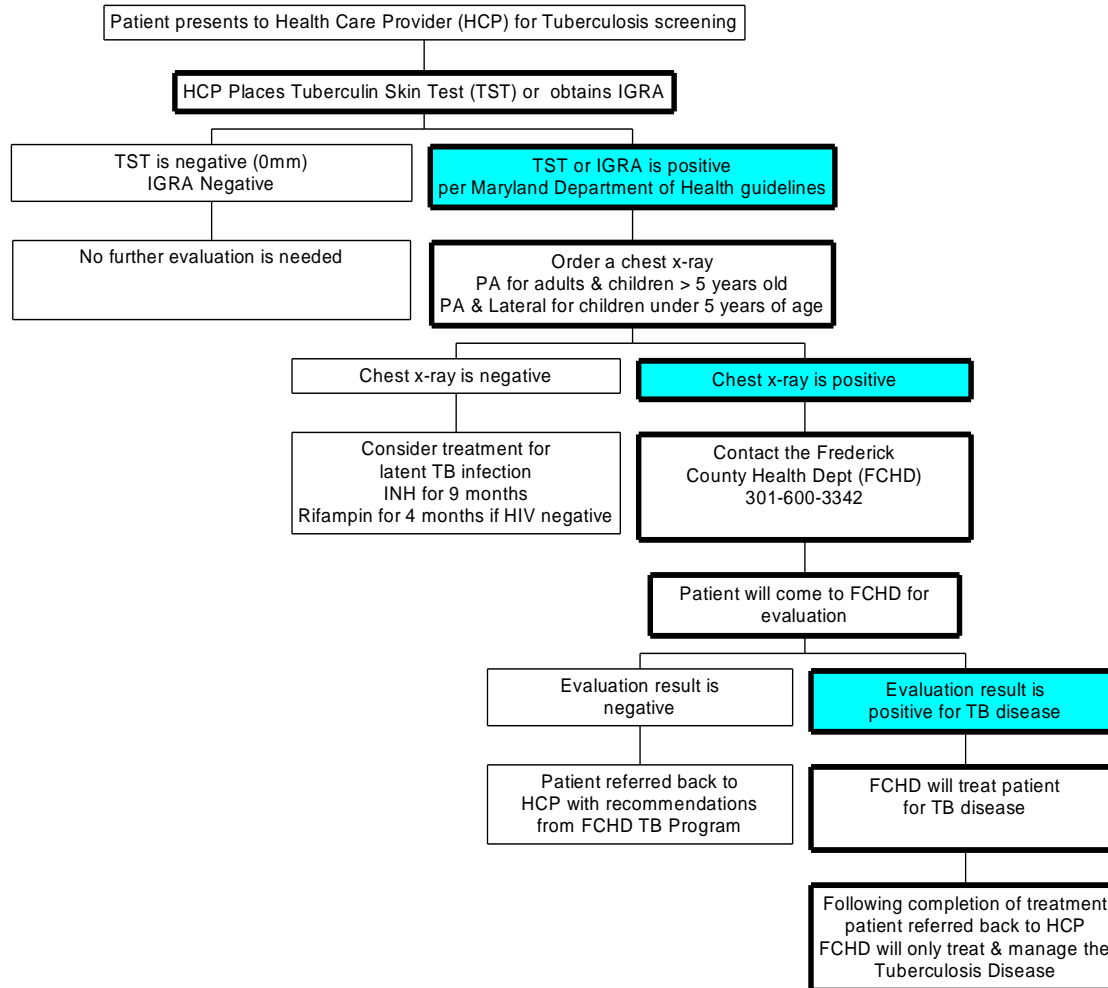 Patient presents to Health Care Provider (HCP) for Tuberculosis screening
HCP Places Tuberculin Skin Test (TST) or obtains IGRA
TST is negative (0mm)
IGRA Negative
TST or IGRA is positive
per Maryland Department of Health guidelines
No further evaluation is needed
Order a chest x-ray
PA for adults & children > 5 years old
PA & Lateral for children under 5 years of age
Chest x-ray is negative
Chest x-ray is positive
Consider treatment for
latent TB infection
INH for 9 months
Rifampin for 4 months if HIV negative
Contact the Frederick
County Health Dept (FCHD)
301-600-3342
Patient will come to FCHD for
evaluation
Evaluation result is
negative
Evaluation result is
positive for TB disease
Patient referred back to
HCP with recommendations
from FCHD TB Program
FCHD will treat patient
for TB disease
Following completion of treatment
patient referred back to HCP
FCHD will only treat & manage the
Tuberculosis Disease